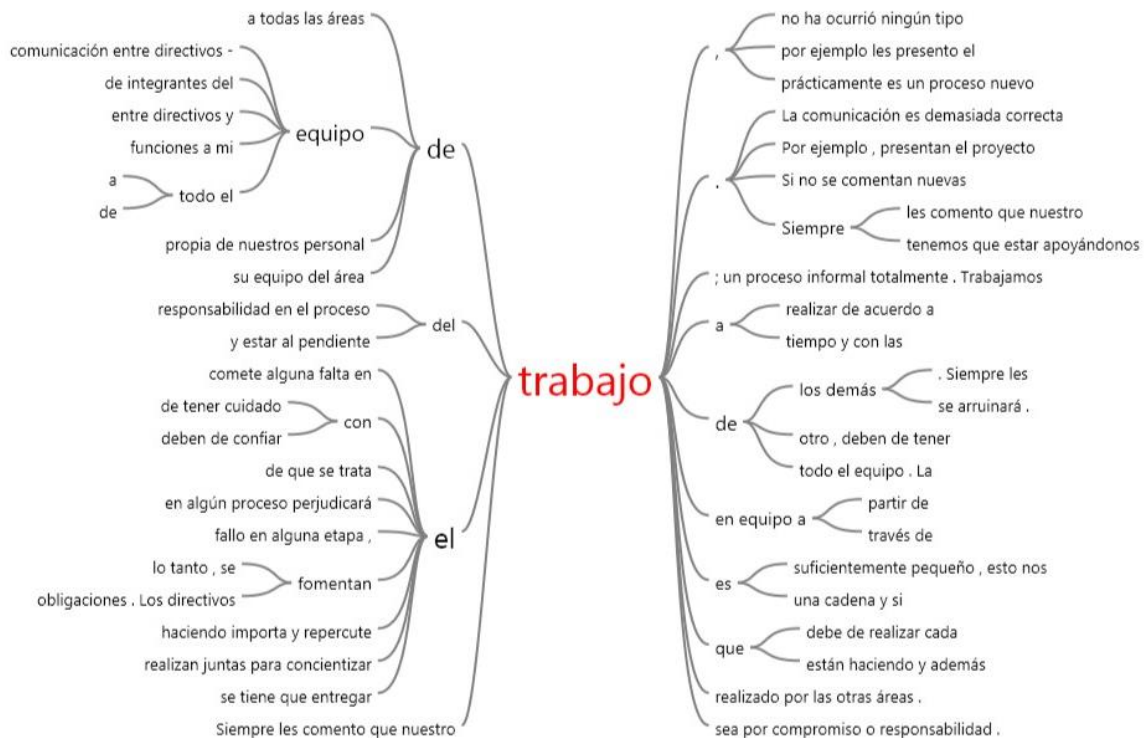 a todas las áreas
comunicación entre directivos -
de integrantes del
entre directivos y
funciones a mi
equipo
a
de
todo el
de
propia de nuestros personal
su equipo del área
responsabilidad en el proceso
y estar al pendiente
del
comete alguna falta en
de tener cuidado
deben de confiar
con
de que se trata
en algún proceso perjudicará
fallo en alguna etapa ,
el
lo tanto , se
obligaciones . Los directivos
fomentan
haciendo importa y repercute
realizan juntas para concientizar
se tiene que entregar
Siempre les comento que nuestro
trabajo
,
no ha ocurrió ningún tipo
por ejemplo les presento el
prácticamente es un proceso nuevo
.
La comunicación es demasiada correcta
Por ejemplo , presentan el proyecto
Si no se comentan nuevas
Siempre
les comento que nuestro
tenemos que estar apoyándonos
; un proceso informal totalmente . Trabajamos
a
realizar de acuerdo a
tiempo y con las
de
los demás
. Siempre les
se arruinará .
otro , deben de tener
todo el equipo . La
en equipo a
partir de
través de
es
suficientemente pequeño , esto nos
una cadena y si
que
debe de realizar cada
están haciendo y además
realizado por las otras áreas .
sea por compromiso o responsabilidad .